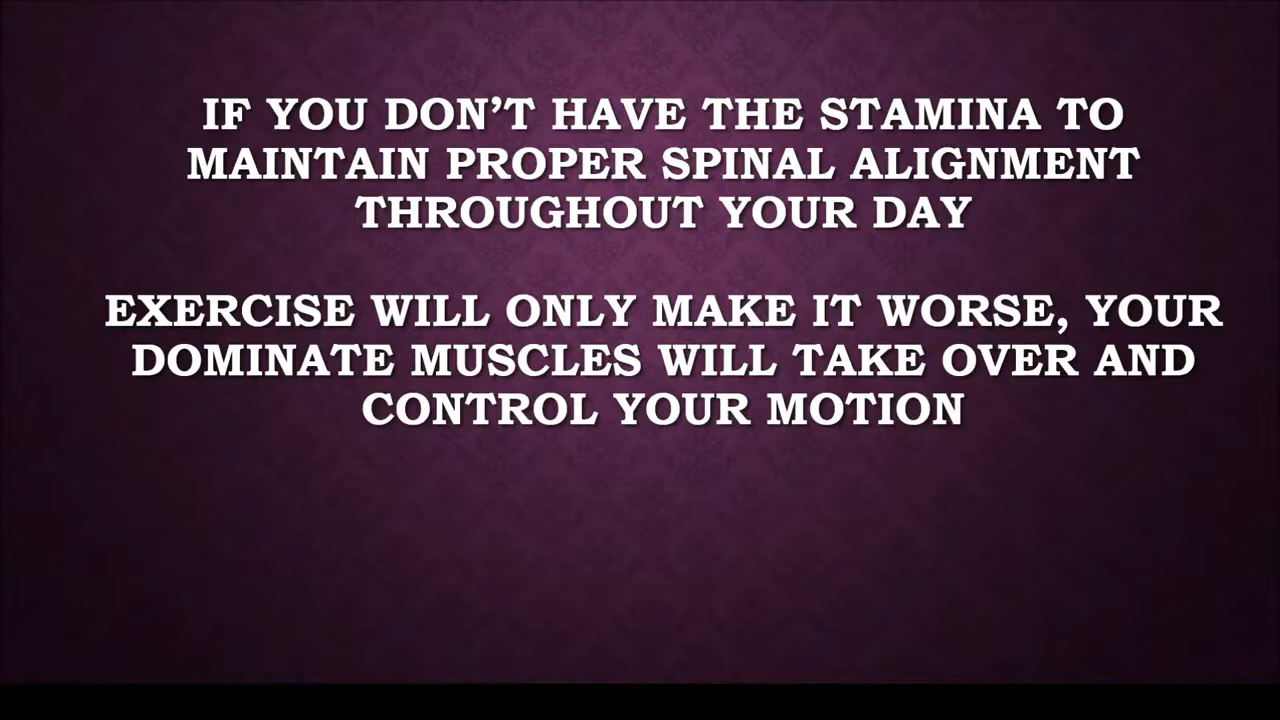 IF YOU DON’T HAVE THE STAMINA TO
MAINTAIN PROPER SPINAL ALIGNMENT
THROUGHOUT YOUR DAY
EXERCISE WILL ONLY MAKE IT WORSE, YOUR
DOMINATE MUSCLES WILL TAKE OVER AND
CONTROL YOUR MOTION